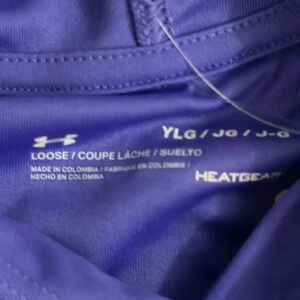 YLG / JG / J-G
LOOSE / COUPE LÂCHE / SUELTO
MADE IN COLOMBIA / FABRIQUÉ EN COLOMBIE /
HECHO EN COLOMBIA
HEATGEAR